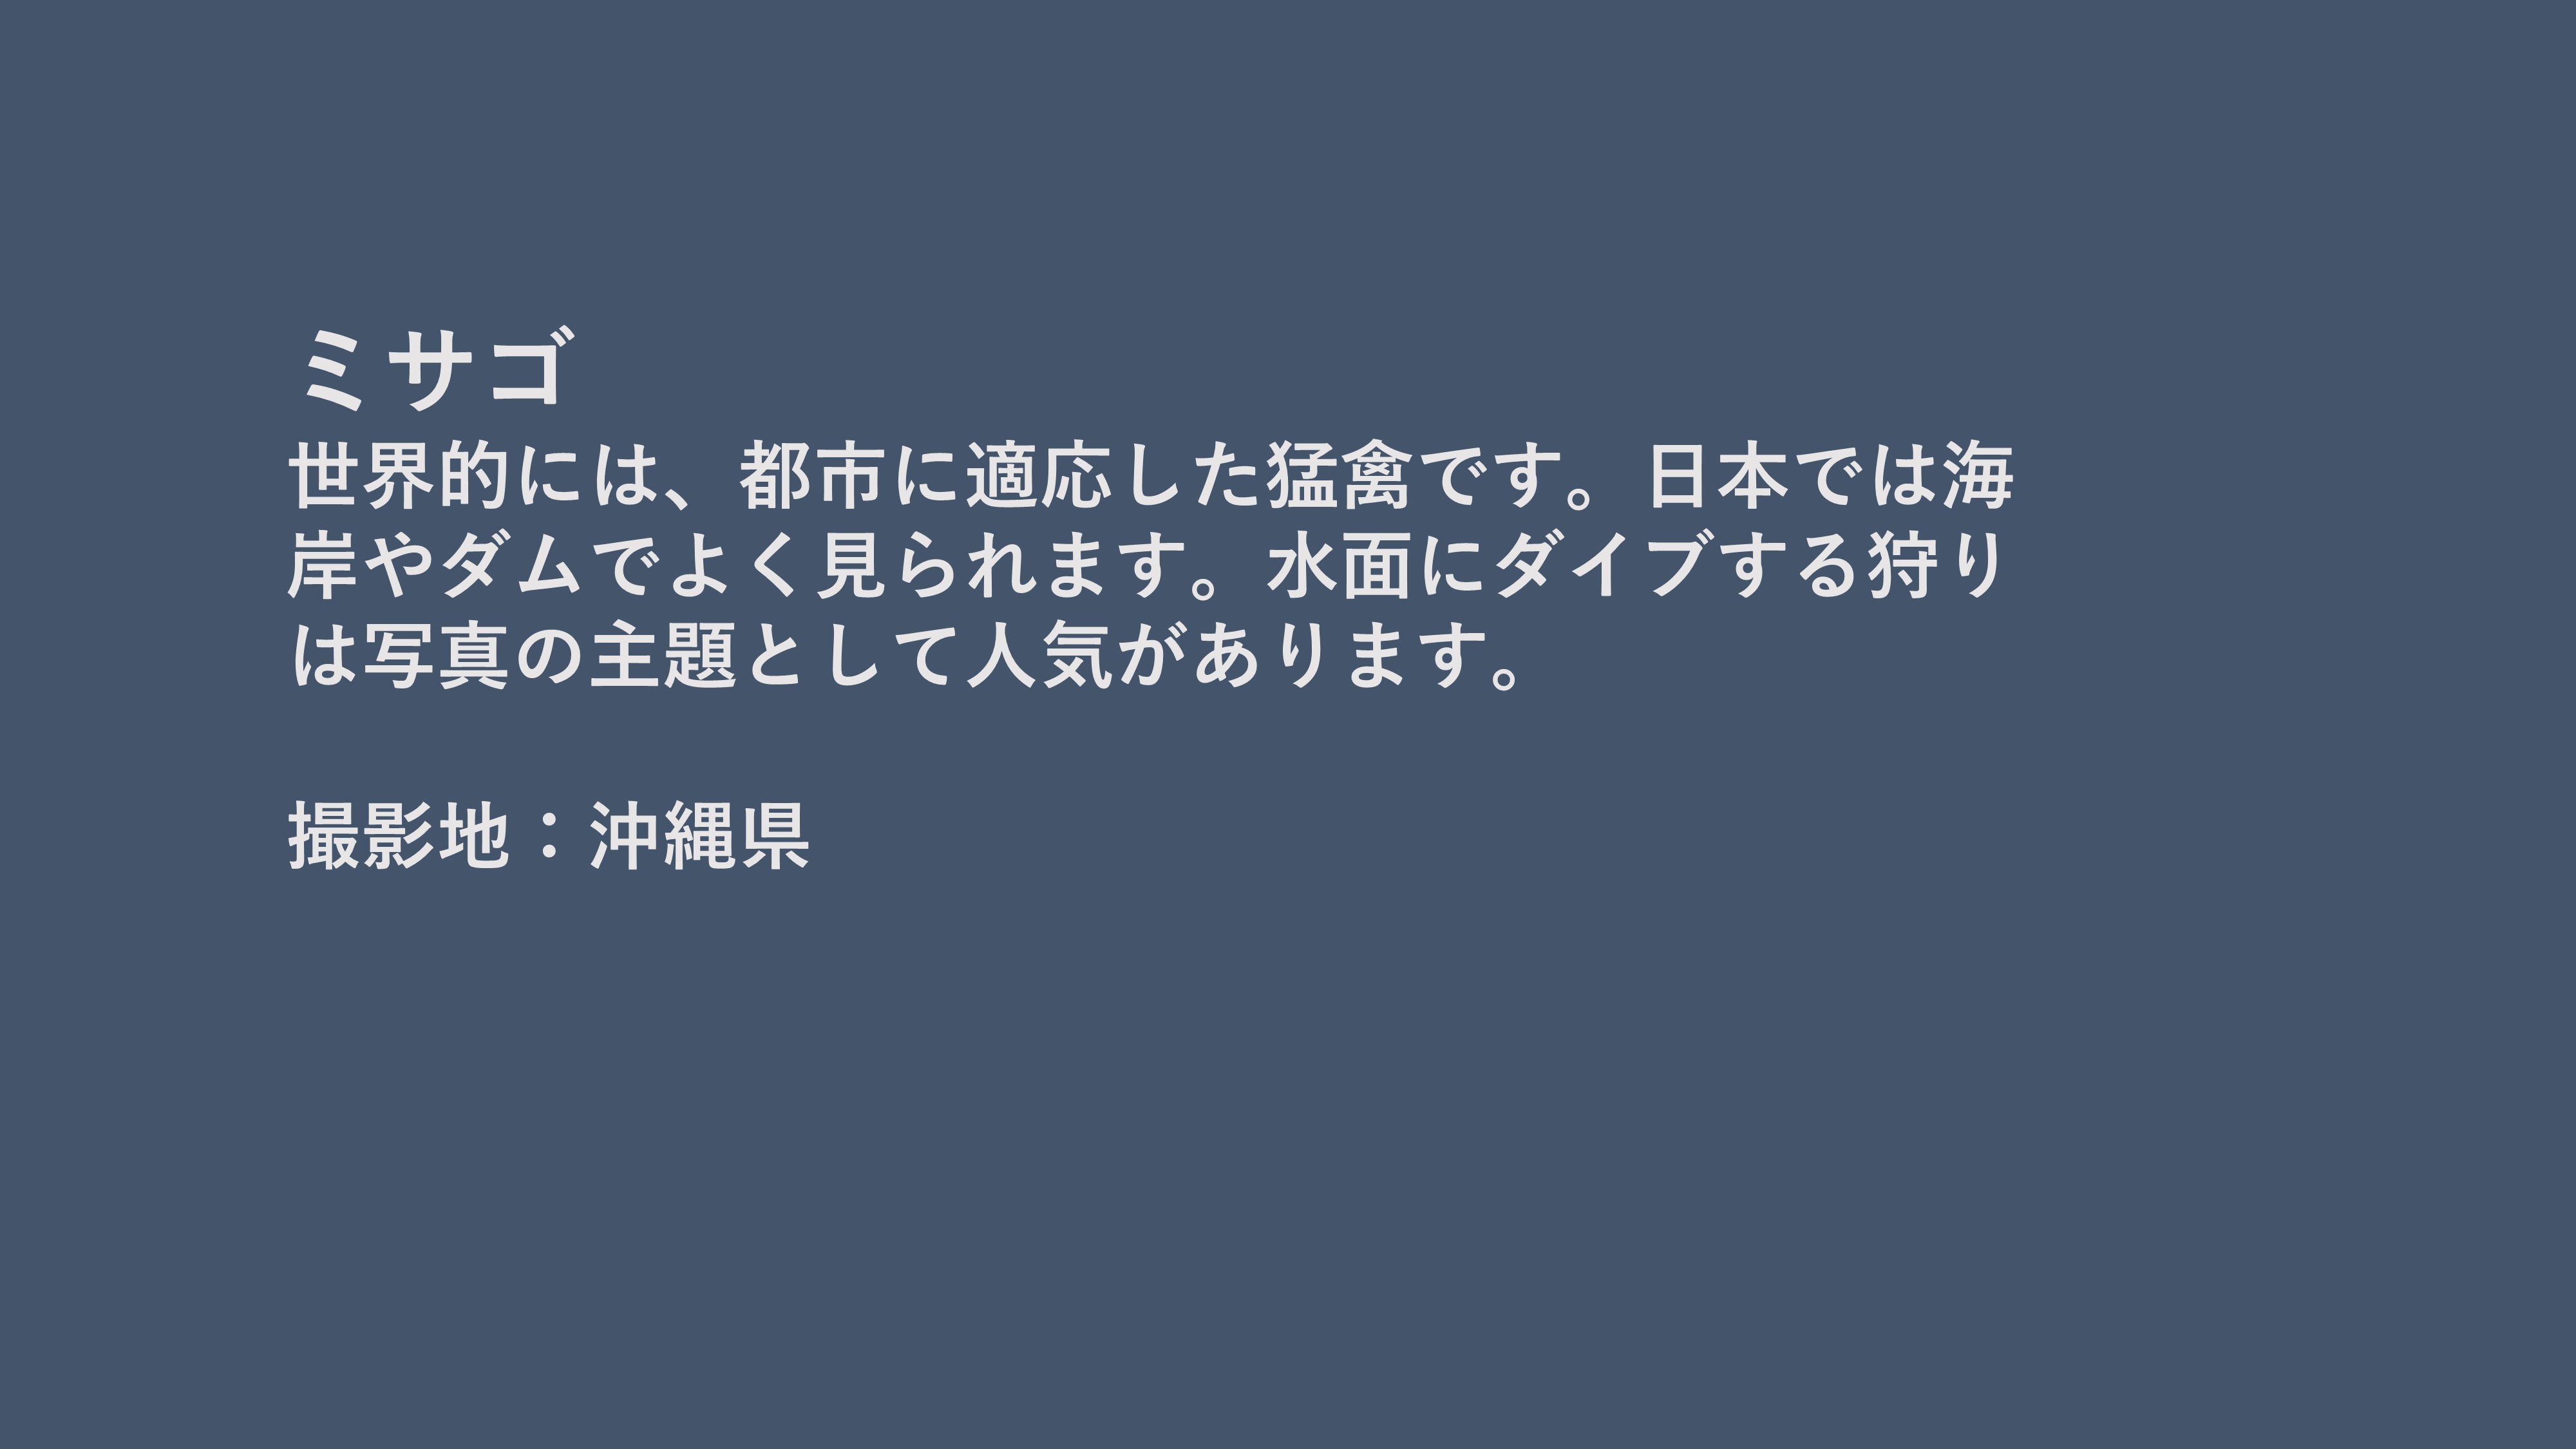 ミサゴ
世界的には、都市に適応した猛禽です。日本では海
岸やダムでよく見られます。水面にダイブする狩り
は写真の主題として人気があります。
撮影地：沖縄県